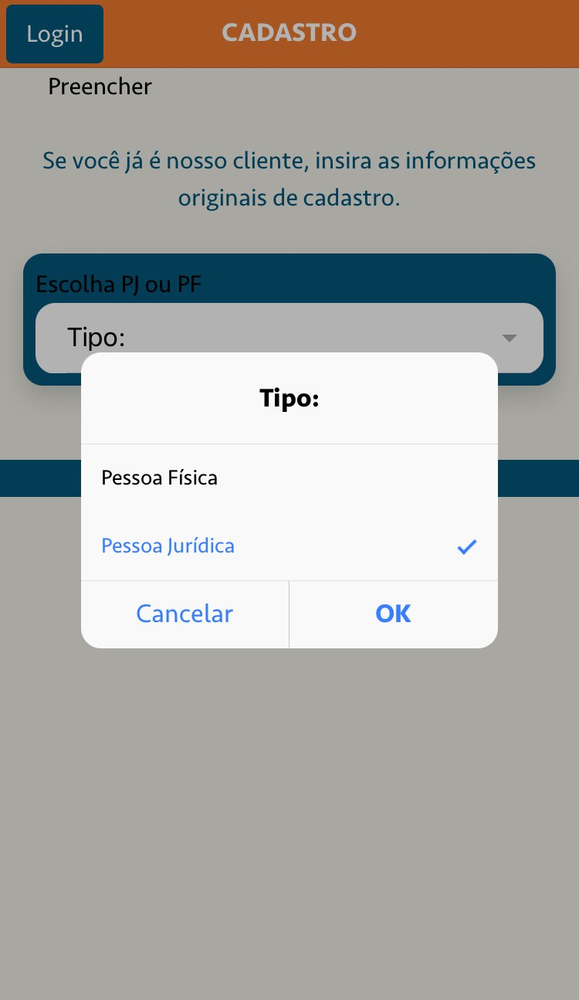 Login
CADASTRO
Preencher
Se você já é nosso cliente, insira as informações
originais de cadastro.
Escolha PJ ou PF
Tipo:
Tipo:
Pessoa Física
Pessoa Jurídica
Cancelar
OK